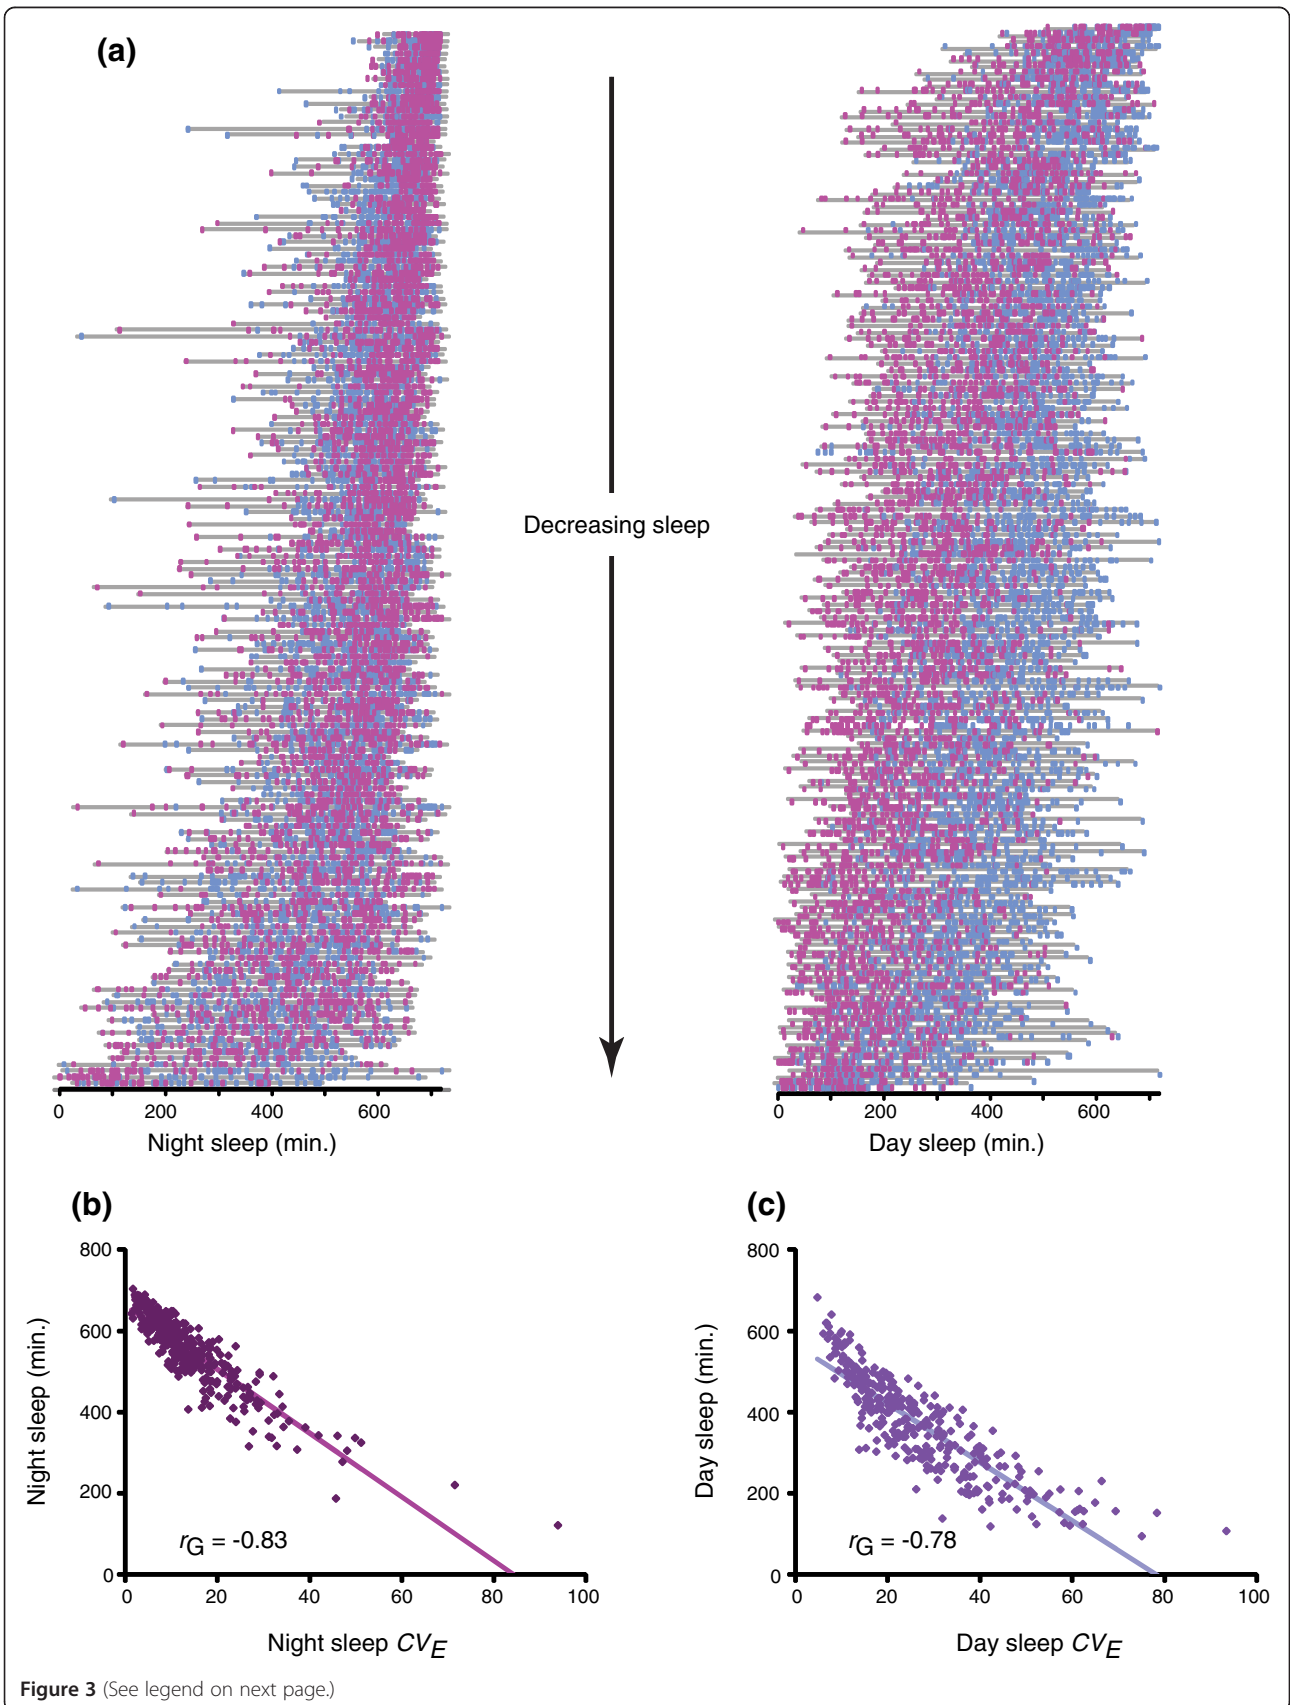 (a)
Decreasing sleep
0 200 400 600
Night sleep (min.)
0 200 400 600
Day sleep (min.)
(b)
800
600
400
200
0
Night sleep (min.)
rG = -0.83
0 20 40 60 80 100
Night sleep CVE
(c)
800
600
400
200
0
Day sleep (min.)
rG = -0.78
0 20 40 60 80 100
Day sleep CVE
Figure 3 (See legend on next page.)